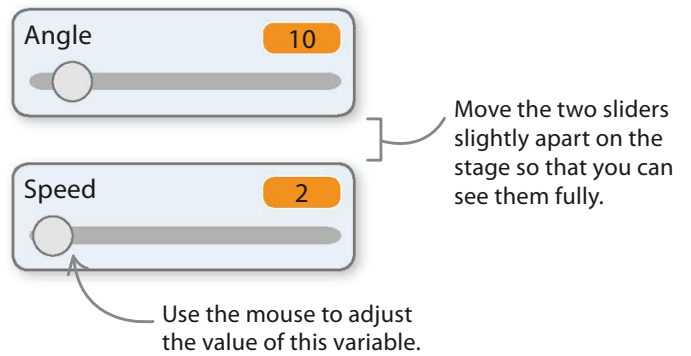 Angle 10
Move the two sliders
slightly apart on the
stage so that you can
see them fully.
Speed 2
Use the mouse to adjust
the value of this variable.